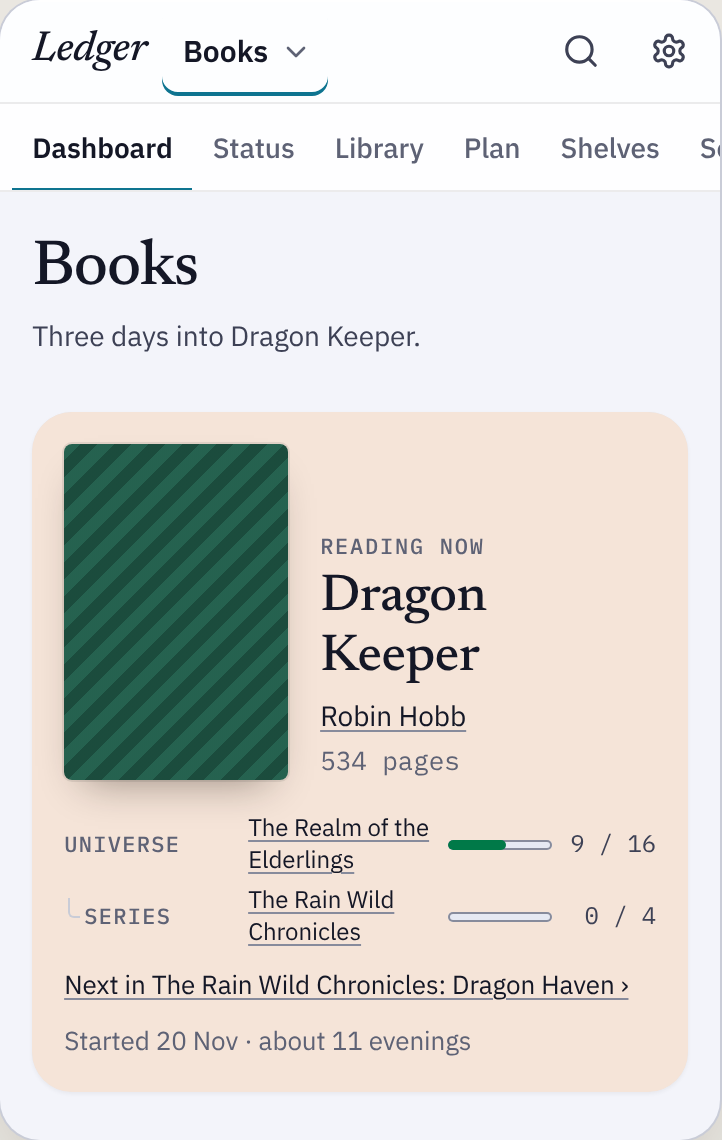 Ledger Books
Dashboard Status Library Plan Shelves
Books
Three days into Dragon Keeper.
READING NOW
Dragon
Keeper
Robin Hobb
534 pages
UNIVERSE The Realm of the Elderlings 9 / 16
SERIES The Rain Wild Chronicles 0 / 4
Next in The Rain Wild Chronicles: Dragon Haven ›
Started 20 Nov · about 11 evenings